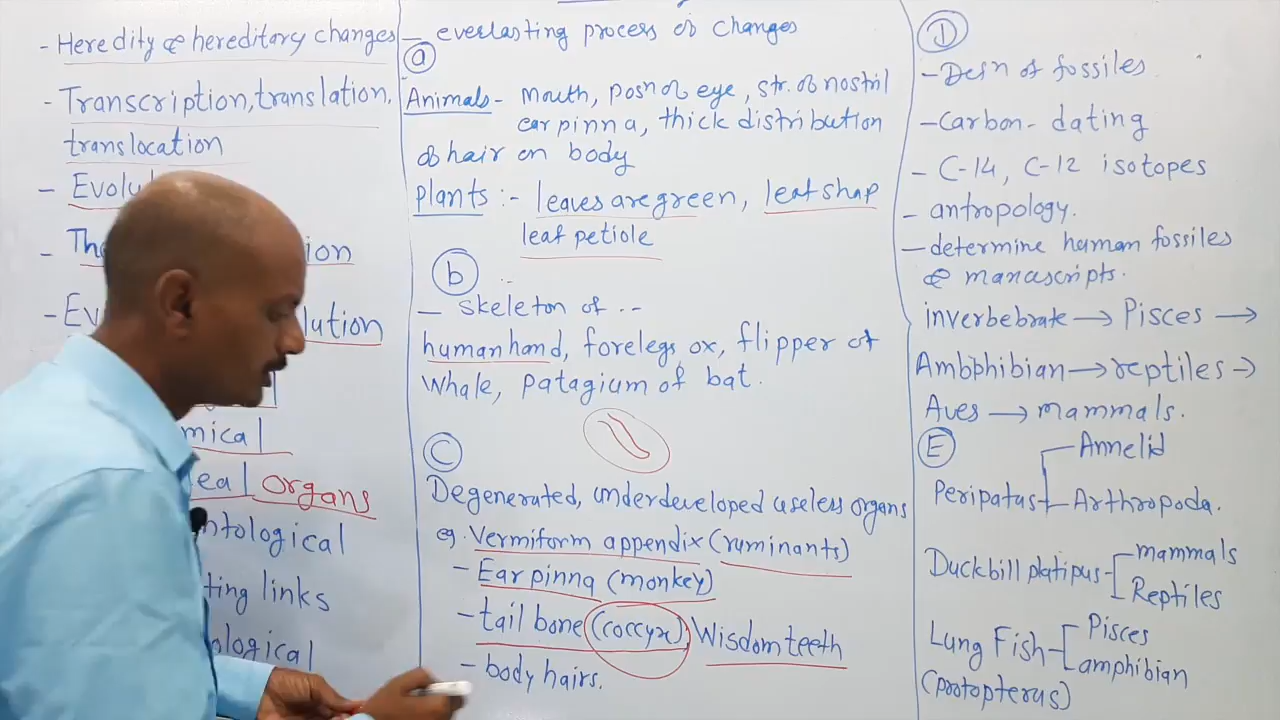 - Heredity & hereditary changes
- Transcription, translation,
translocation
- Evolu
- Th
ion
- Ev
lution
mical
eal organs
ntological
ting links
ological
- everlasting process of changes
(a)
Animals - mouth, posn of eye, str. of nostril
ear pinna, thick distribution
of hair on body
Plants :- leaves are green, leaf shap
leaf petiole
(b)
- skeleton of --
human hand, forelegs ox, flipper of
whale, patagium of bat.
(C)
Degenerated, underdeveloped useless organs
eg. Vermiform appendix (ruminants)
- Ear pinna (monkey)
- tail bone (coccyx) Wisdom teeth
- body hairs.
(D)
- Desn of fossiles
- Carbon - dating
- C-14, C-12 isotopes
- antropology.
- determine human fossiles
& manascripts.
inverbebrate → Pisces →
Ambphibian → reptiles →
Aves → mammals.
(E)
Annelid
Peripatus
Arthropoda.
Duckbill platipus
mammals
Reptiles
Lung Fish
Pisces
amphibian
(protopterus)